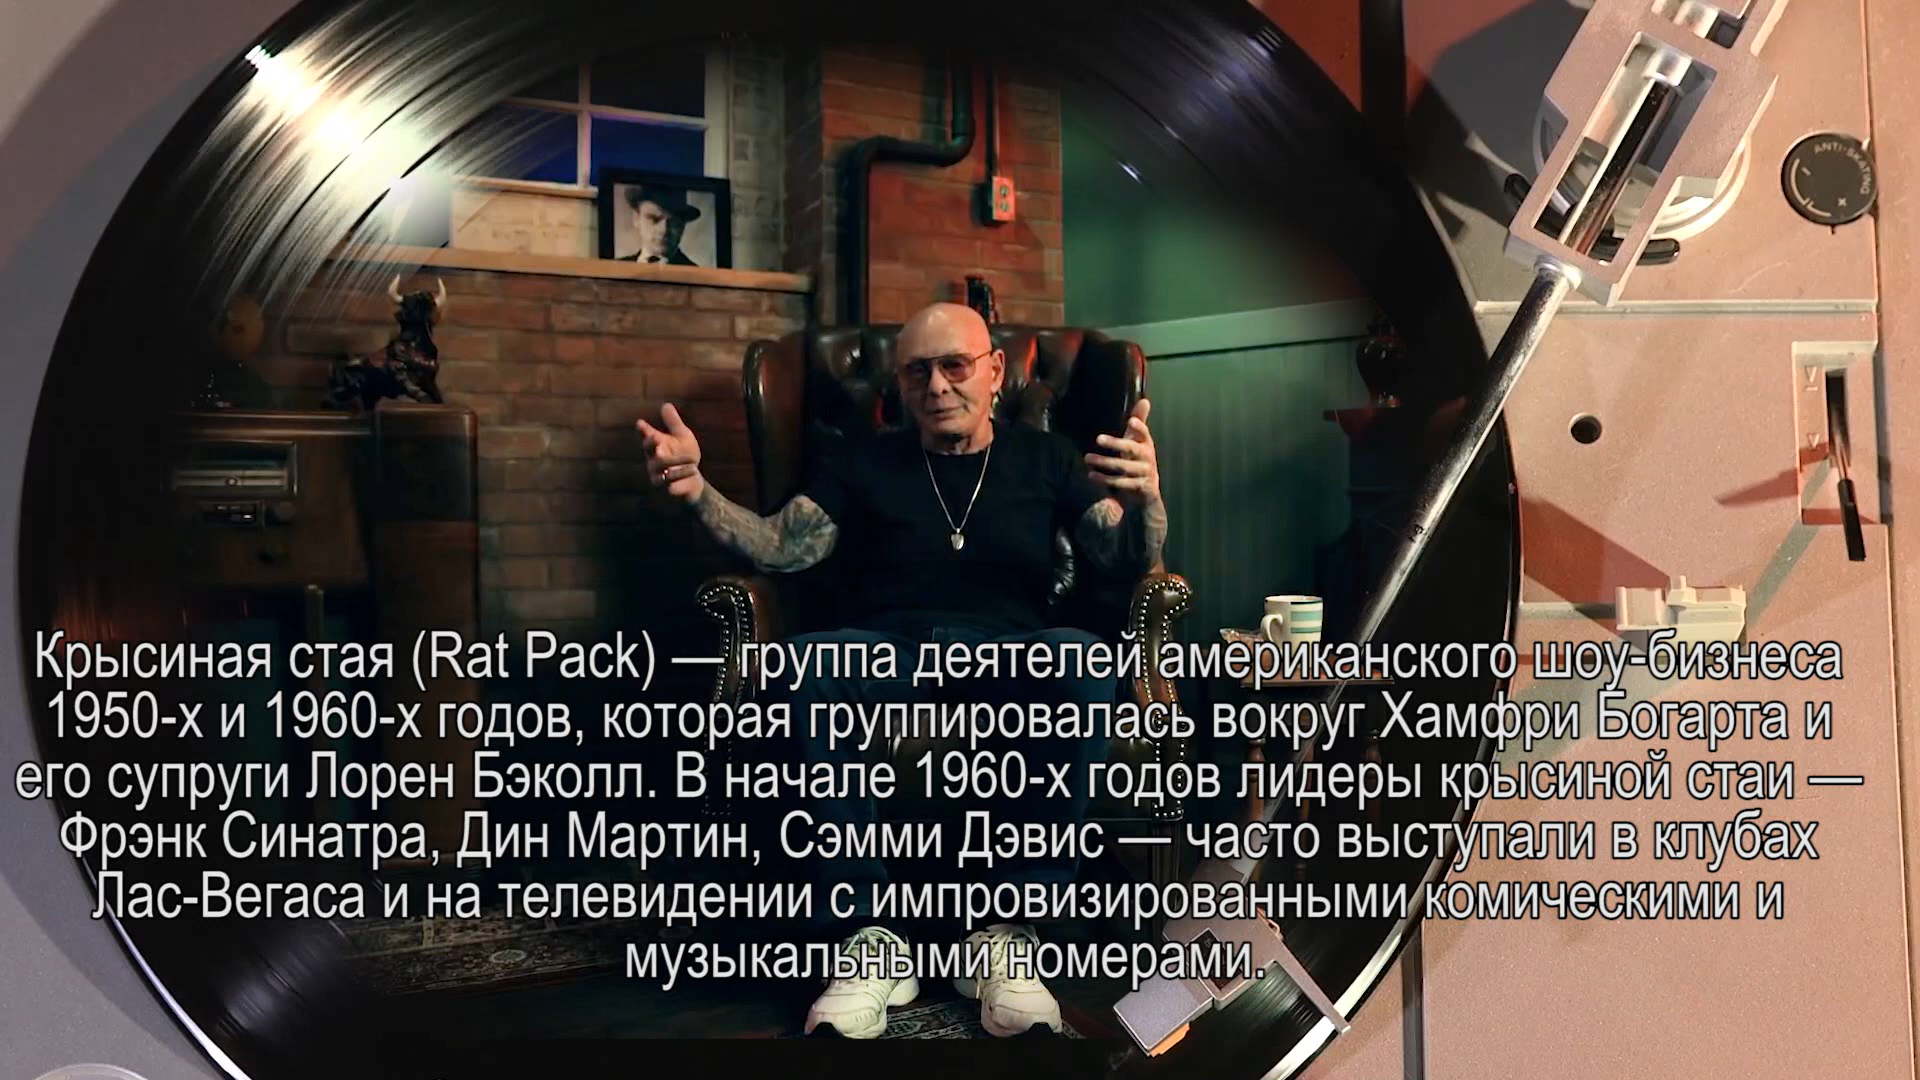 ANTI-SKATING
Крысиная стая (Rat Pack) — группа деятелей американского шоу-бизнеса
1950-х и 1960-х годов, которая группировалась вокруг Хамфри Богарта и
его супруги Лорен Бэколл. В начале 1960-х годов лидеры крысиной стаи —
Фрэнк Синатра, Дин Мартин, Сэмми Дэвис — часто выступали в клубах
Лас-Вегаса и на телевидении с импровизированными комическими и
музыкальными номерами.